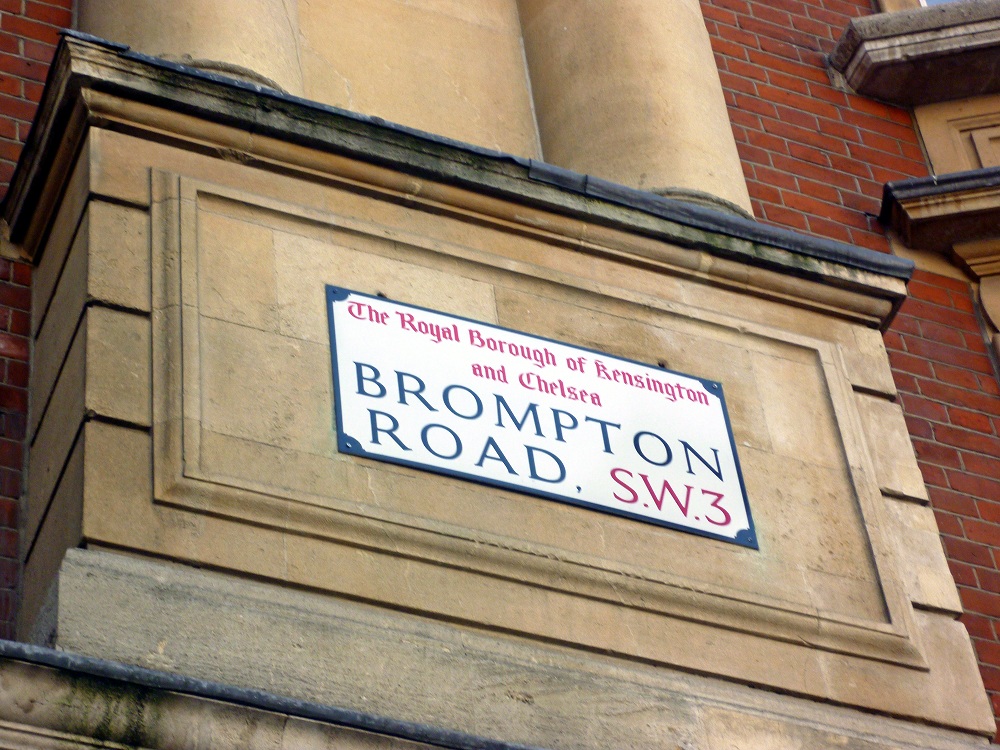 The Royal Borough of Kensington
and Chelsea
BROMPTON
ROAD, S.W.3